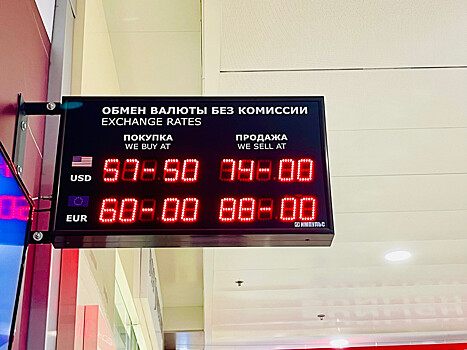 ОБМЕН ВАЛЮТЫ БЕЗ КОМИССИИ
EXCHANGE RATES
ПОКУПКА ПРОДАЖА
WE BUY AT WE SELL AT
USD 57-50 74-00
EUR 60-00 88-00
ИМПУЛЬС